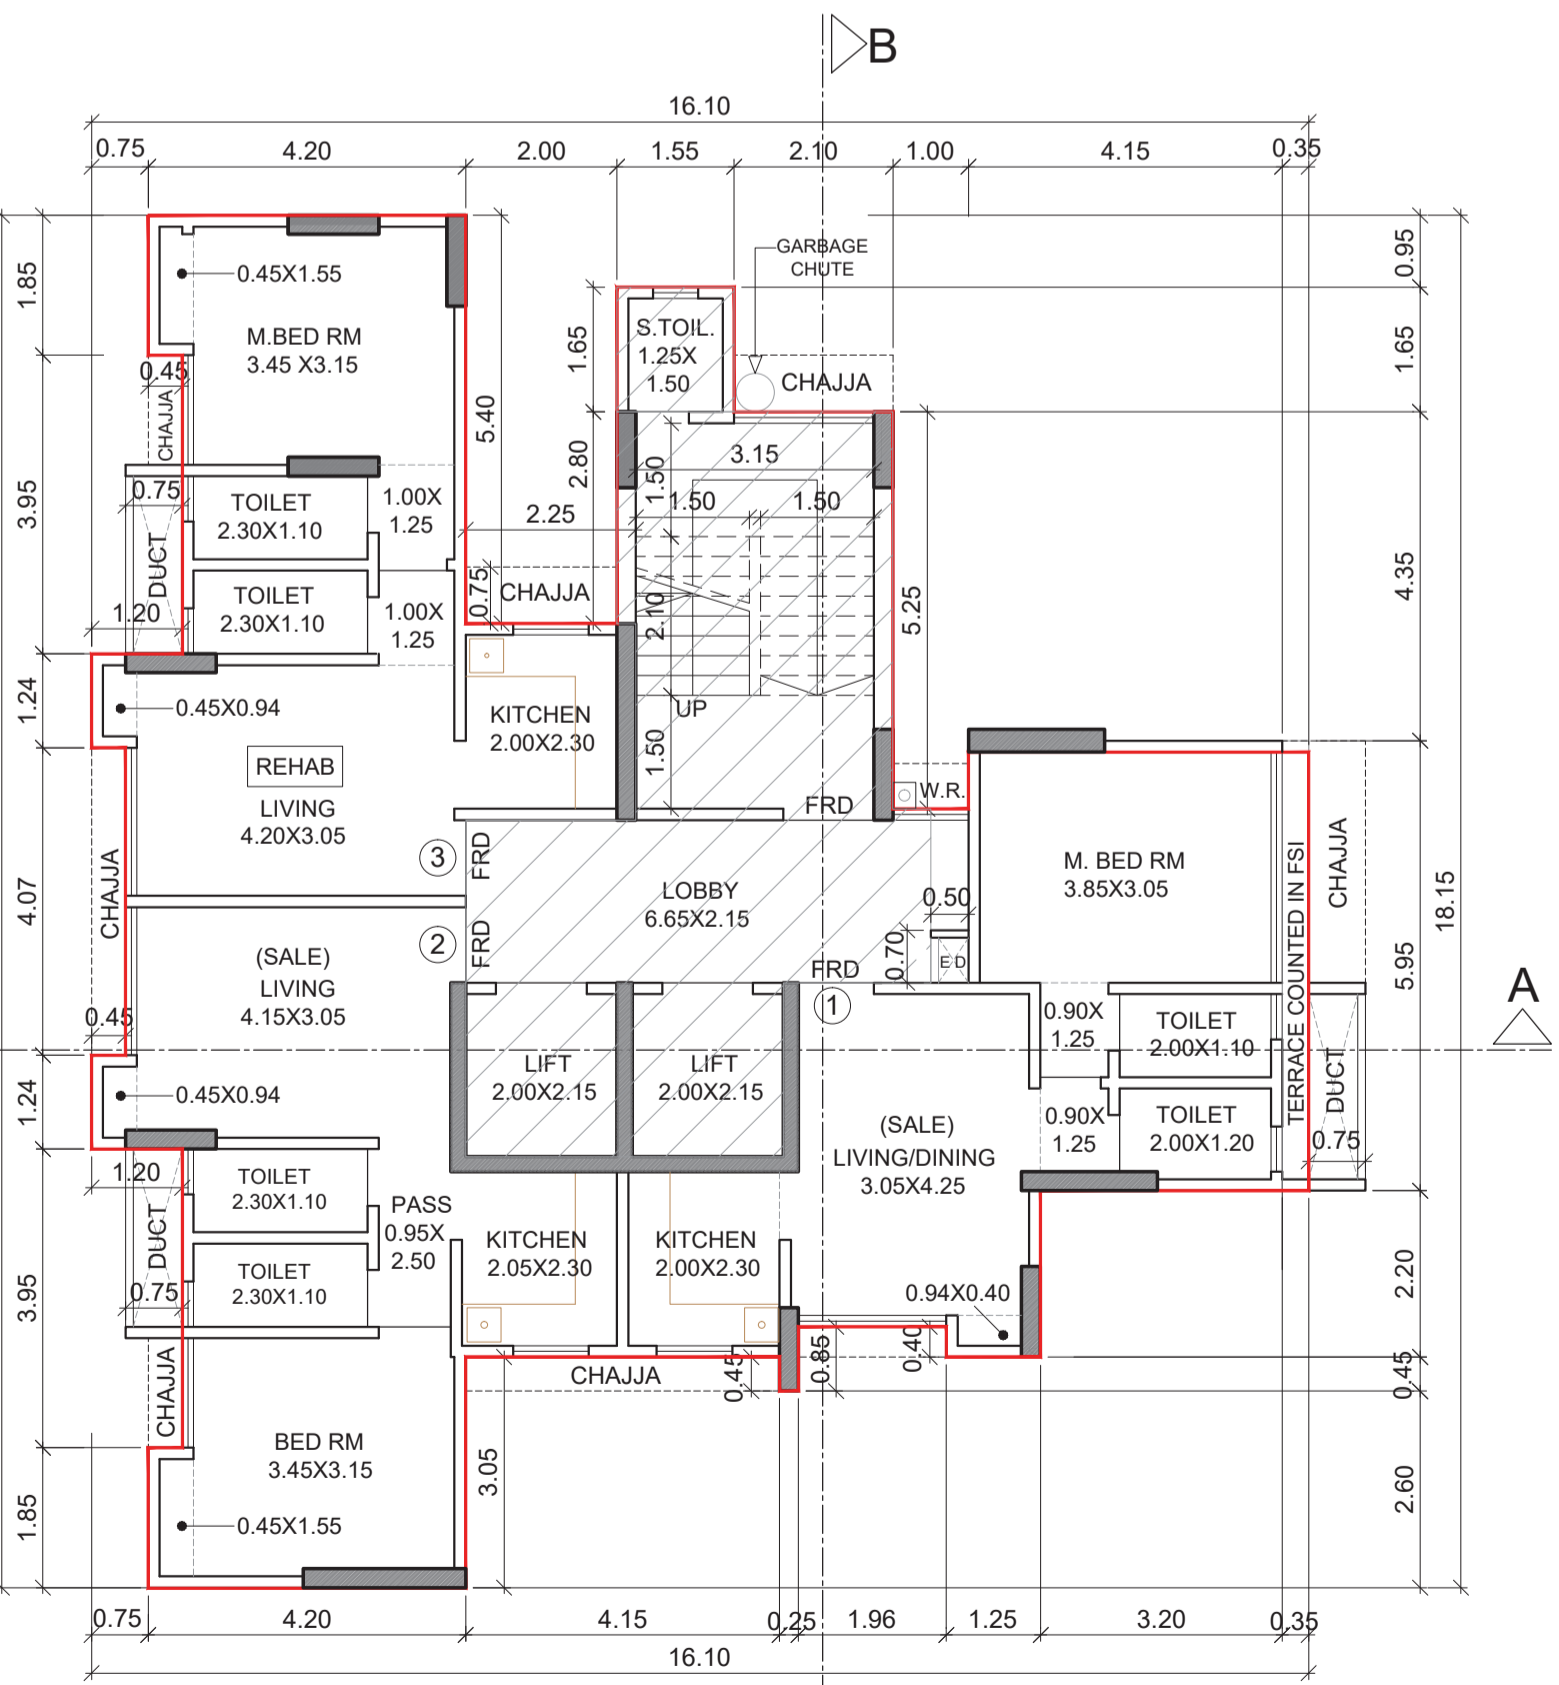 B
16.10
0.75 4.20 2.00 1.55 2.10 1.00 4.15 0.35
GARBAGE
CHUTE
0.95
1.85
0.45X1.55
M.BED RM
3.45 X3.15
S.TOIL.
1.25X
1.50
1.65
1.65
0.45
CHAJJA
CHAJJA
5.40
2.80
3.15
1.50
1.50
1.50
3.95
0.75
TOILET
2.30X1.10
1.00X
1.25
2.25
DUCT
TOILET
2.30X1.10
1.00X
1.25
0.75
CHAJJA
2.10
5.25
4.35
1.20
1.24
0.45X0.94
KITCHEN
2.00X2.30
UP
1.50
REHAB
LIVING
4.20X3.05
FRD
W.R.
CHAJJA
3
FRD
LOBBY
6.65X2.15
M. BED RM
3.85X3.05
0.50
TERRACE COUNTED IN FSI
CHAJJA
18.15
4.07
2
FRD
0.70
E D
FRD
1
(SALE)
LIVING
4.15X3.05
5.95
A
0.45
LIFT
2.00X2.15
LIFT
2.00X2.15
0.90X
1.25
TOILET
2.00X1.10
DUCT
1.24
0.45X0.94
(SALE)
LIVING/DINING
3.05X4.25
0.90X
1.25
TOILET
2.00X1.20
0.75
1.20
TOILET
2.30X1.10
PASS
0.95X
2.50
DUCT
KITCHEN
2.05X2.30
KITCHEN
2.00X2.30
TOILET
2.30X1.10
0.75
3.95
0.94X0.40
2.20
CHAJJA
CHAJJA
0.45
0.85
0.40
0.45
BED RM
3.45X3.15
3.05
2.60
1.85
0.45X1.55
0.75 4.20 4.15 0.25 1.96 1.25 3.20 0.35
16.10